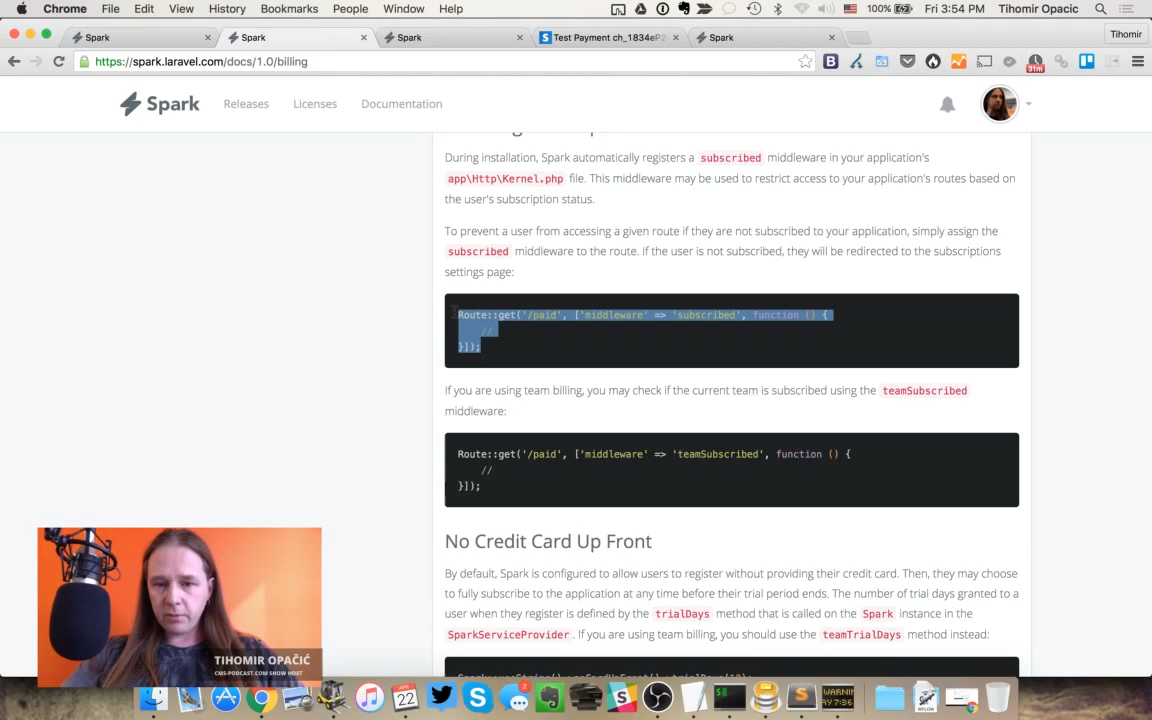 Chrome File Edit View History Bookmarks People Window Help
100% Fri 3:54 PM Tihomir Opacic
Spark
Spark
Spark
Test Payment ch_1834eP2
Spark
Tihomir
https://spark.laravel.com/docs/1.0/billing
31m
Spark
Releases
Licenses
Documentation
During installation, Spark automatically registers a subscribed middleware in your application's
app\Http\Kernel.php file. This middleware may be used to restrict access to your application's routes based on
the user's subscription status.
To prevent a user from accessing a given route if they are not subscribed to your application, simply assign the
subscribed middleware to the route. If the user is not subscribed, they will be redirected to the subscriptions
settings page:
Route::get('/paid', ['middleware' => 'subscribed', function () {
//
}]);
If you are using team billing, you may check if the current team is subscribed using the teamSubscribed
middleware:
Route::get('/paid', ['middleware' => 'teamSubscribed', function () {
//
}]);
No Credit Card Up Front
By default, Spark is configured to allow users to register without providing their credit card. Then, they may choose
to fully subscribe to the application at any time before their trial period ends. The number of trial days granted to a
user when they register is defined by the trialDays method that is called on the Spark instance in the
SparkServiceProvider. If you are using team billing, you should use the teamTrialDays method instead:
TIHOMIR OPAČIĆ
CMS-PODCAST.COM SHOW HOST
APR
22
2
WARNIN
AY 7:36
WFLOW